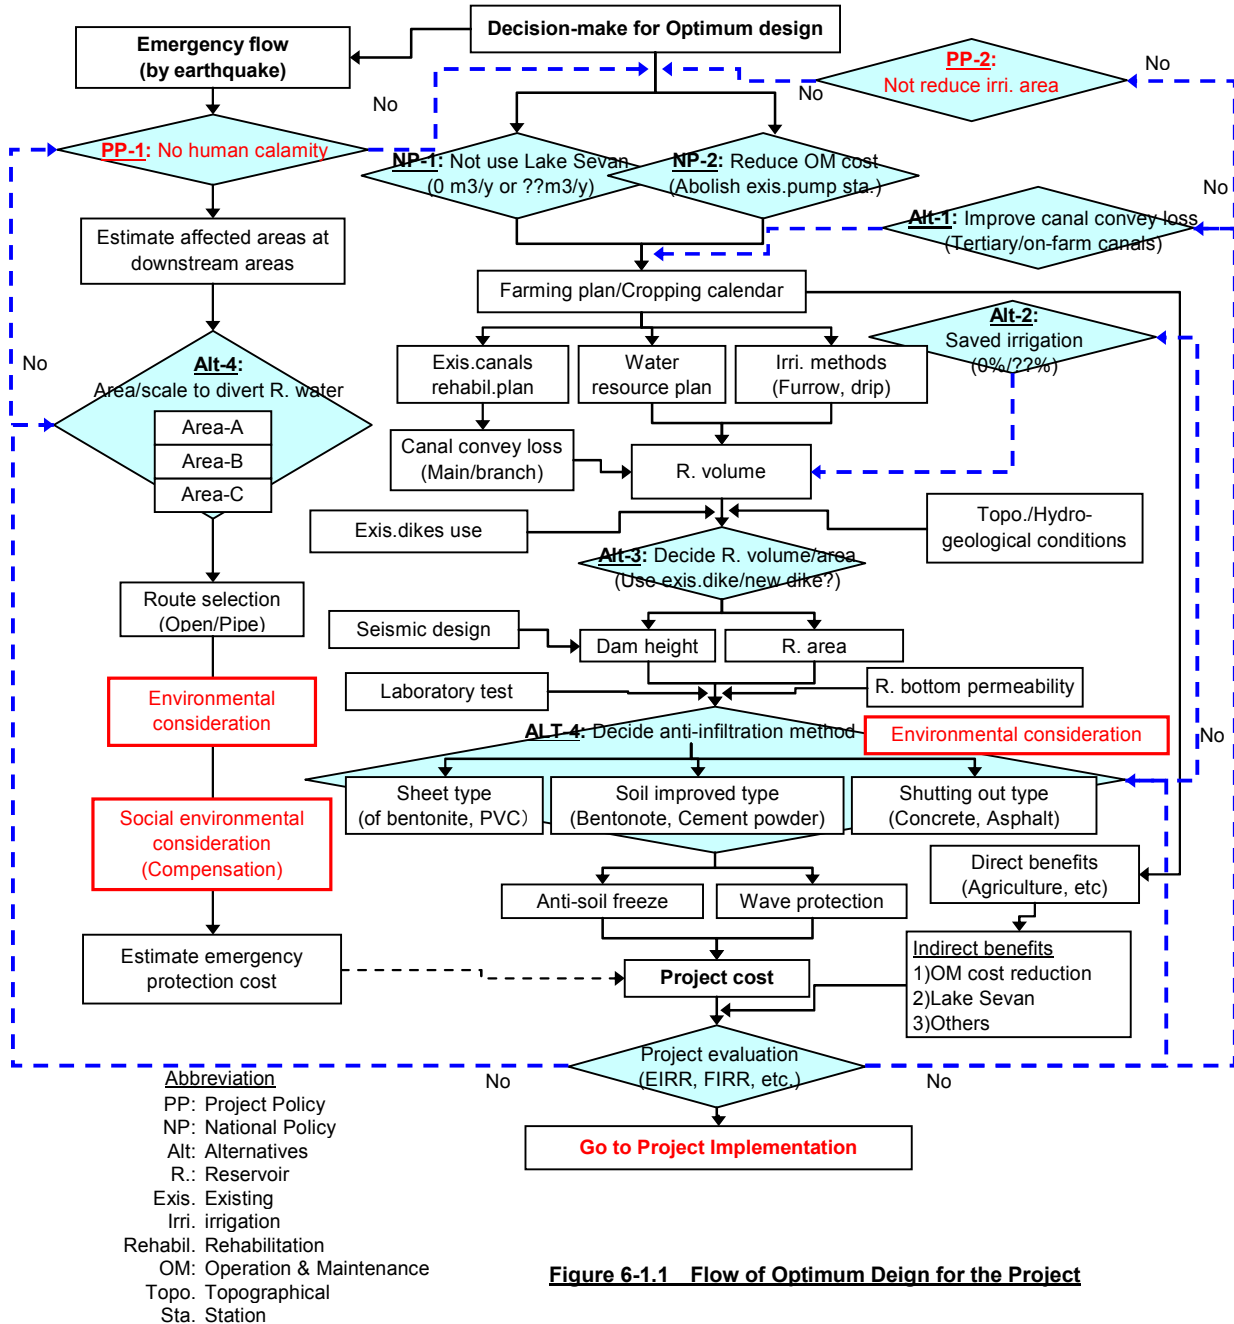 Decision-make for Optimum design
Emergency flow
(by earthquake)
PP-2:
Not reduce irri. area
No
No
No
PP-1: No human calamity
NP-1: Not use Lake Sevan
(0 m3/y or ??m3/y)
NP-2: Reduce OM cost
(Abolish exis.pump sta.)
No
Alt-1: Improve canal convey loss
(Tertiary/on-farm canals)
Estimate affected areas at
downstream areas
Farming plan/Cropping calendar
Alt-2:
Saved irrigation
(0%/??%)
No
Alt-4:
Area/scale to divert R. water
Area-A
Area-B
Area-C
Exis.canals
rehabil.plan
Water
resource plan
Irri. methods
(Furrow, drip)
Canal convey loss
(Main/branch)
R. volume
Exis.dikes use
Topo./Hydro-
geological conditions
Alt-3: Decide R. volume/area
(Use exis.dike/new dike?)
Route selection
(Open/Pipe)
Seismic design
Dam height
R. area
Laboratory test
R. bottom permeability
Environmental
consideration
ALT-4: Decide anti-infiltration method
Environmental consideration
No
Sheet type
(of bentonite, PVC)
Soil improved type
(Bentonote, Cement powder)
Shutting out type
(Concrete, Asphalt)
Social environmental
consideration
(Compensation)
Direct benefits
(Agriculture, etc)
Anti-soil freeze
Wave protection
Estimate emergency
protection cost
Project cost
Indirect benefits
1)OM cost reduction
2)Lake Sevan
3)Others
Project evaluation
(EIRR, FIRR, etc.)
No
No
Go to Project Implementation
Abbreviation
PP: Project Policy
NP: National Policy
Alt: Alternatives
R.: Reservoir
Exis. Existing
Irri. irrigation
Rehabil. Rehabilitation
OM: Operation & Maintenance
Topo. Topographical
Sta. Station
Figure 6-1.1 Flow of Optimum Deign for the Project